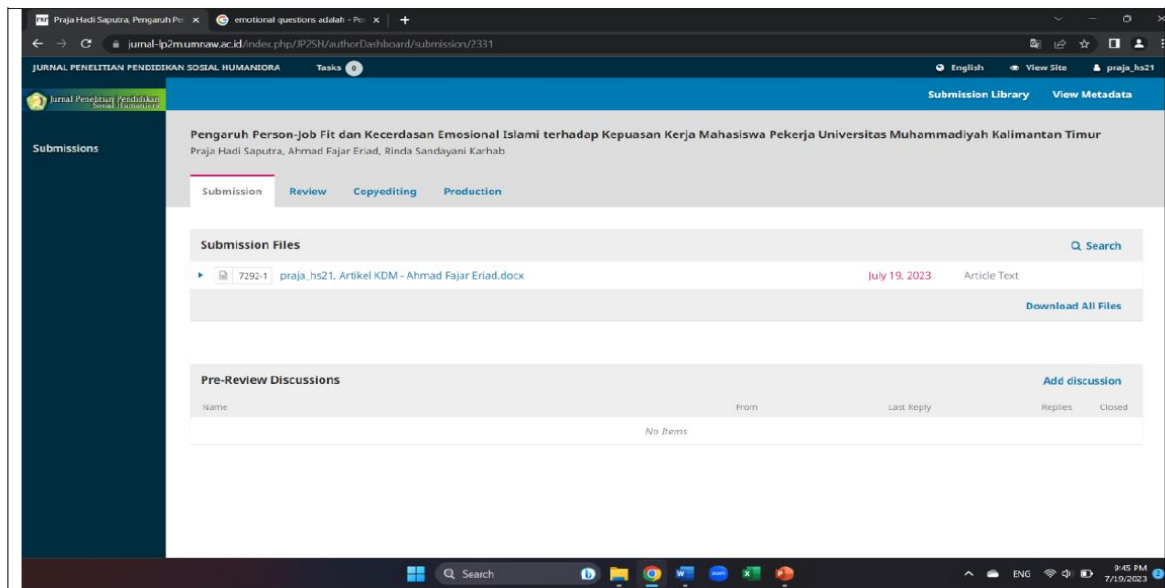 Praja Hadi Saputra, Pengaruh Pe
emotional questions adalah - Pe
jurnal-lp2m.umnaw.ac.id/index.php/JP2SH/authorDashboard/submission/2331
JURNAL PENELITIAN PENDIDIKAN SOSIAL HUMANIORA Tasks 0 English View Site praja_hs21
Jurnal Penelitian Pendidikan
Sosial Humaniora
Submission Library View Metadata
Submissions
Pengaruh Person-Job Fit dan Kecerdasan Emosional Islami terhadap Kepuasan Kerja Mahasiswa Pekerja Universitas Muhammadiyah Kalimantan Timur
Praja Hadi Saputra, Ahmad Fajar Eriad, Rinda Sandayani Karhab
Submission Review Copyediting Production
Submission Files Search
7292-1 praja_hs21, Artikel KDM - Ahmad Fajar Eriad.docx July 19, 2023 Article Text
Download All Files
Pre-Review Discussions Add discussion
Name From Last Reply Replies Closed
No Items
Search ENG 9:45 PM
7/19/2023 2